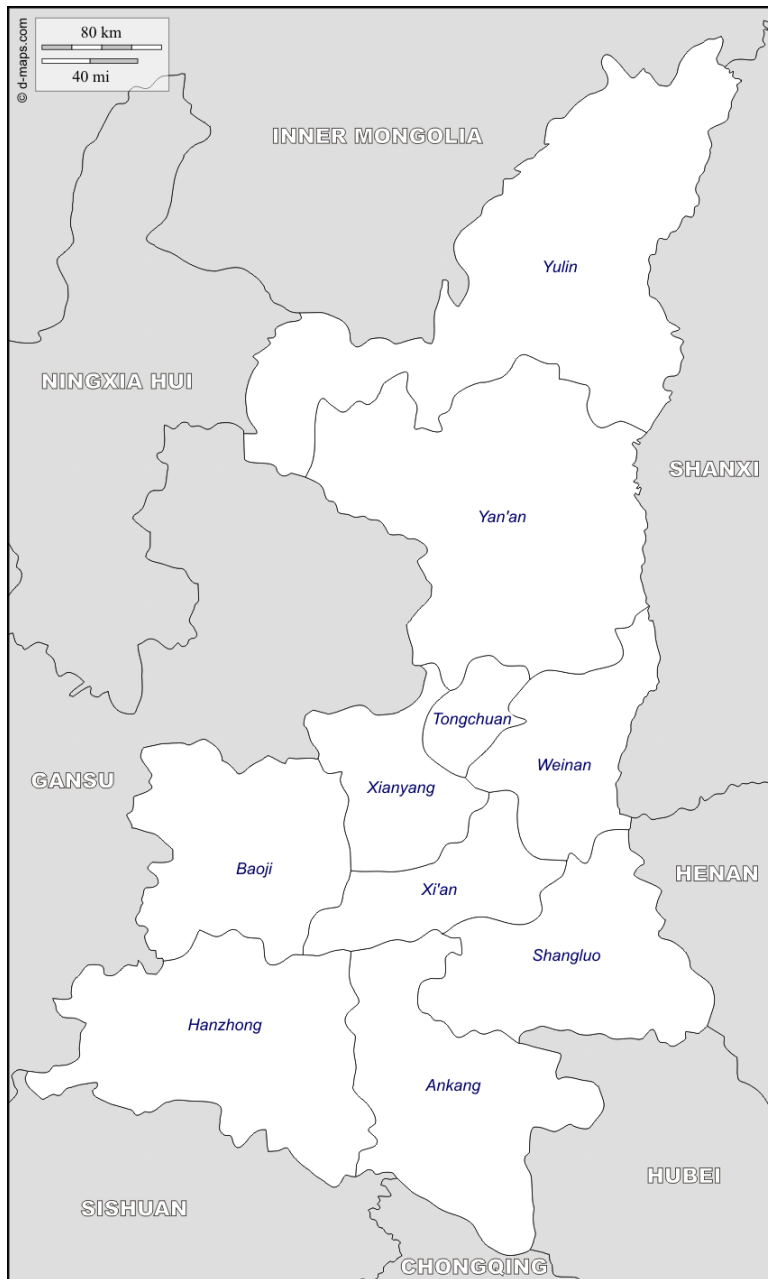 © d-maps.com
80 km
40 mi
INNER MONGOLIA
Yulin
NINGXIA HUI
SHANXI
Yan'an
Tongchuan
Weinan
GANSU
Xianyang
Baoji
HENAN
Xi'an
Shangluo
Hanzhong
Ankang
HUBEI
SISHUAN
CHONGQING